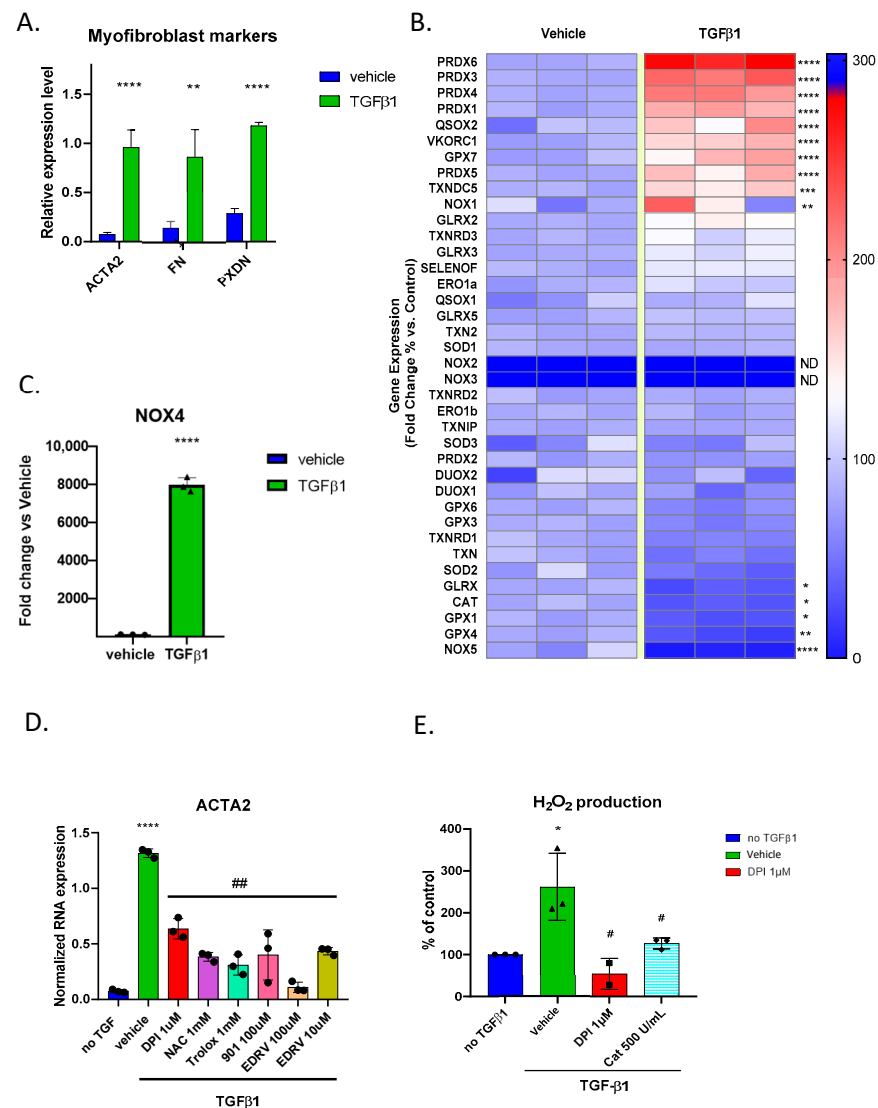 A.
Myofibroblast markers
Relative expression level
1.5
1.0
0.5
0.0
****
**
****
ACTA2
FN
PXDN
vehicle
TGFβ1
B.
Vehicle
TGFβ1
Gene Expression
(Fold Change % vs. Control)
PRDX6 ****
PRDX3 ****
PRDX4 ****
PRDX1 ****
QSOX2 ****
VKORC1 ****
GPX7 ****
PRDX5 ****
TXNDC5 ***
NOX1 **
GLRX2
TXNRD3
GLRX3
SELENOF
ERO1a
QSOX1
GLRX5
TXN2
SOD1
NOX2 ND
NOX3 ND
TXNRD2
ERO1b
TXNIP
SOD3
PRDX2
DUOX2
DUOX1
GPX6
GPX3
TXNRD1
TXN
SOD2
GLRX *
CAT *
GPX1 *
GPX4 **
NOX5 ****
300
200
100
0
C.
NOX4
Fold change vs Vehicle
10,000
8000
6000
4000
2000
****
vehicle
TGFβ1
vehicle
TGFβ1
D.
ACTA2
Normalized RNA expression
1.5
1.0
0.5
0.0
****
##
no TGF
vehicle
DPI 1uM
NAC 1mM
Trolox 1mM
901 100uM
EDRV 100uM
EDRV 10uM
TGFβ1
E.
H₂O₂ production
% of control
400
300
200
100
0
*
#
#
no TGFβ1
Vehicle
DPI 1µM
Cat 500 U/mL
TGF-β1
no TGFβ1
Vehicle
DPI 1µM